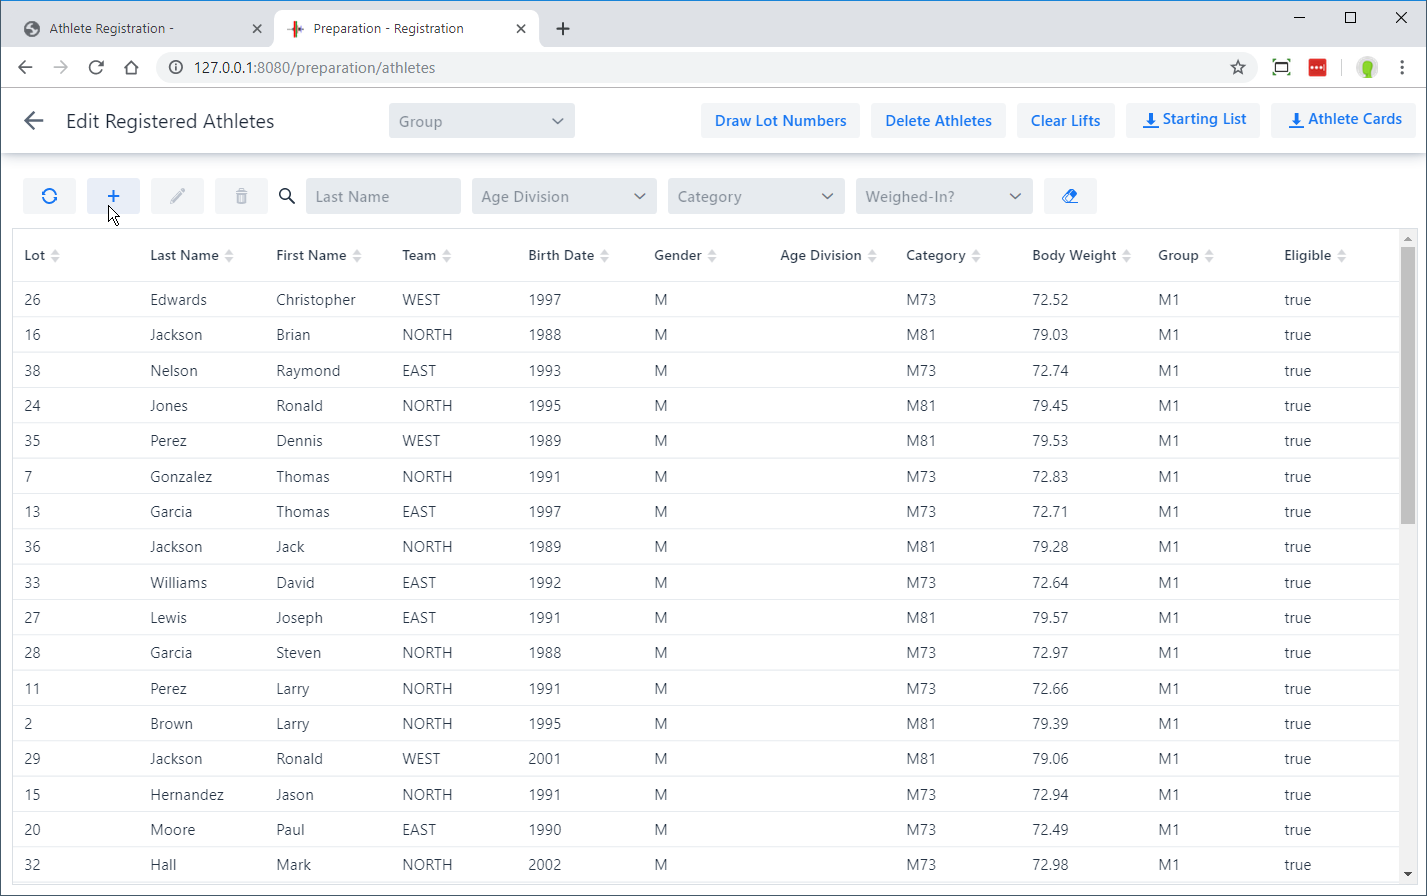 Athlete Registration - Preparation - Registration
127.0.0.1:8080/preparation/athletes
Edit Registered Athletes Group Draw Lot Numbers Delete Athletes Clear Lifts Starting List Athlete Cards
Last Name Age Division Category Weighed-In?
Lot Last Name First Name Team Birth Date Gender Age Division Category Body Weight Group Eligible
26 Edwards Christopher WEST 1997 M M73 72.52 M1 true
16 Jackson Brian NORTH 1988 M M81 79.03 M1 true
38 Nelson Raymond EAST 1993 M M73 72.74 M1 true
24 Jones Ronald NORTH 1995 M M81 79.45 M1 true
35 Perez Dennis WEST 1989 M M81 79.53 M1 true
7 Gonzalez Thomas NORTH 1991 M M73 72.83 M1 true
13 Garcia Thomas EAST 1997 M M73 72.71 M1 true
36 Jackson Jack NORTH 1989 M M81 79.28 M1 true
33 Williams David EAST 1992 M M73 72.64 M1 true
27 Lewis Joseph EAST 1991 M M81 79.57 M1 true
28 Garcia Steven NORTH 1988 M M73 72.97 M1 true
11 Perez Larry NORTH 1991 M M73 72.66 M1 true
2 Brown Larry NORTH 1995 M M81 79.39 M1 true
29 Jackson Ronald WEST 2001 M M81 79.06 M1 true
15 Hernandez Jason NORTH 1991 M M73 72.94 M1 true
20 Moore Paul EAST 1990 M M73 72.49 M1 true
32 Hall Mark NORTH 2002 M M73 72.98 M1 true